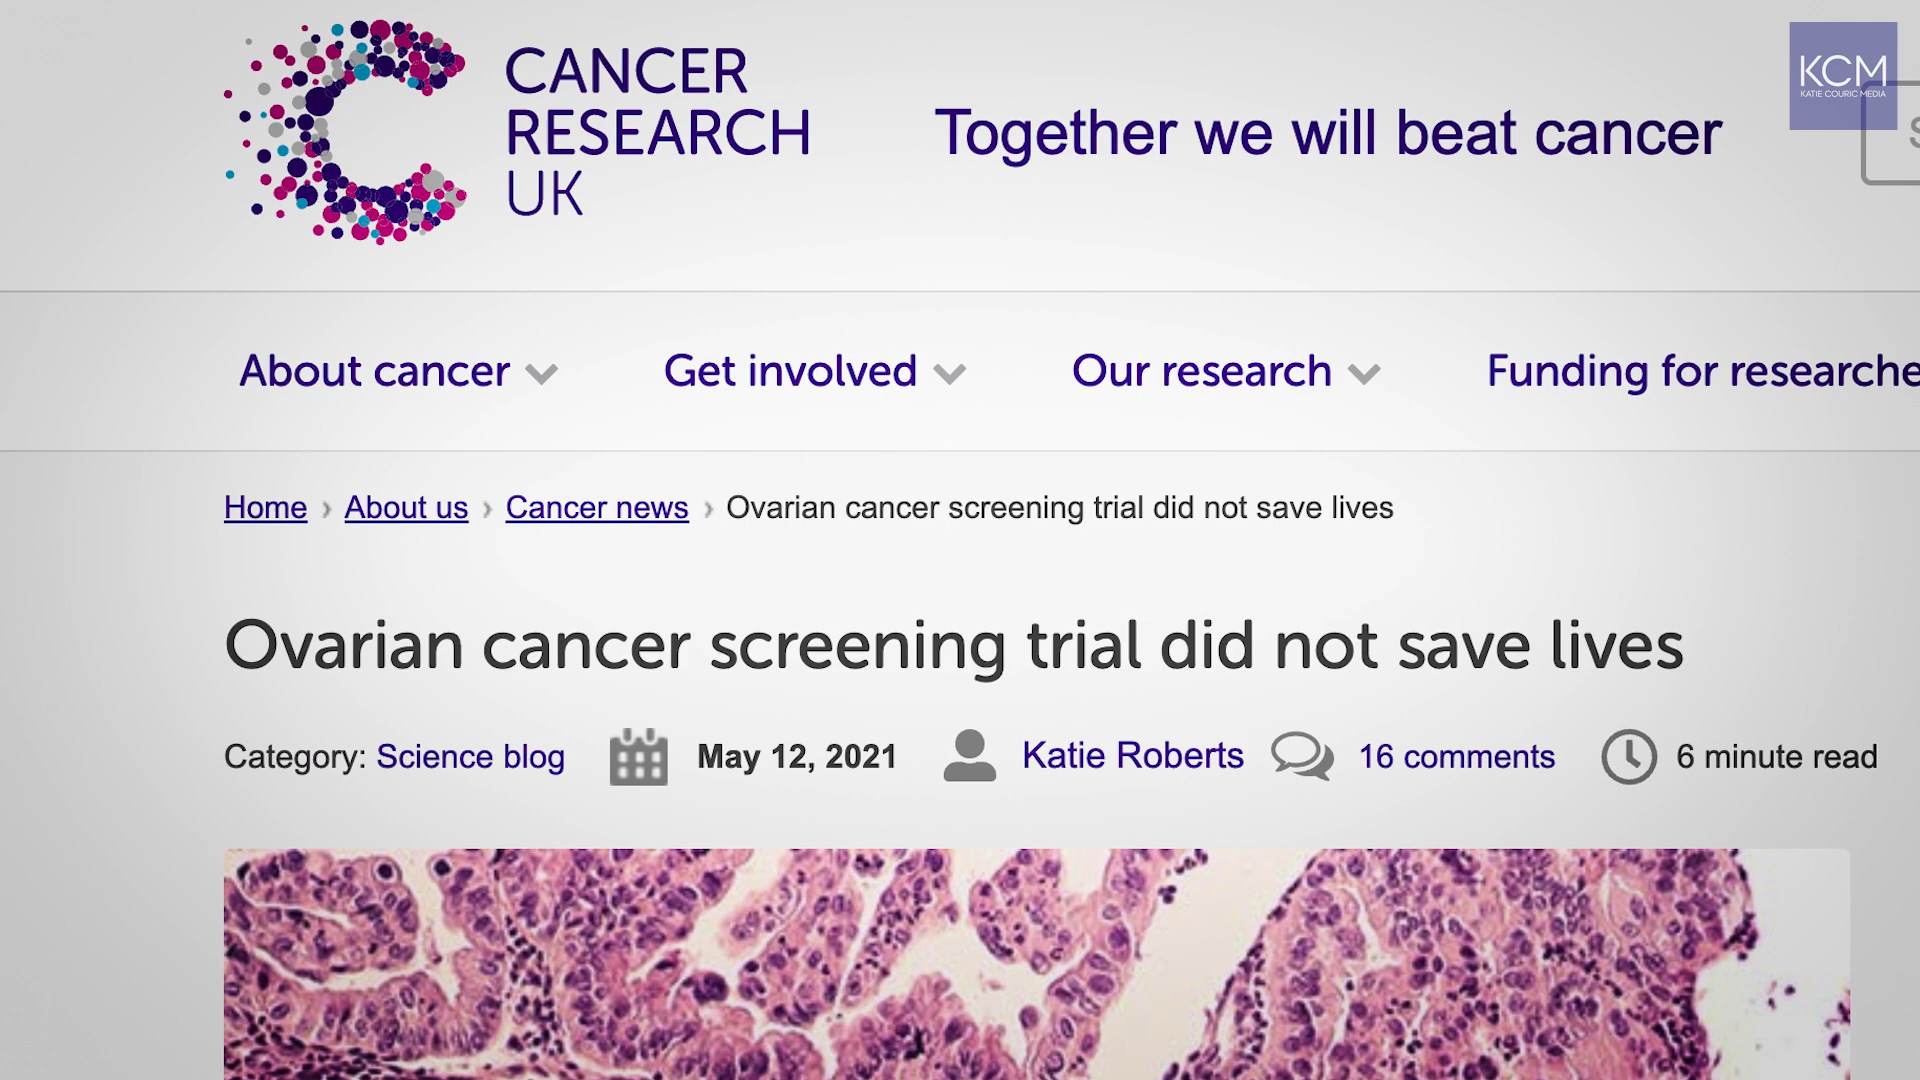 CANCER
RESEARCH
UK
Together we will beat cancer
KCM
KATIE COURIC MEDIA
About cancer
Get involved
Our research
Funding for researche
Home › About us › Cancer news › Ovarian cancer screening trial did not save lives
Ovarian cancer screening trial did not save lives
Category: Science blog May 12, 2021 Katie Roberts 16 comments 6 minute read